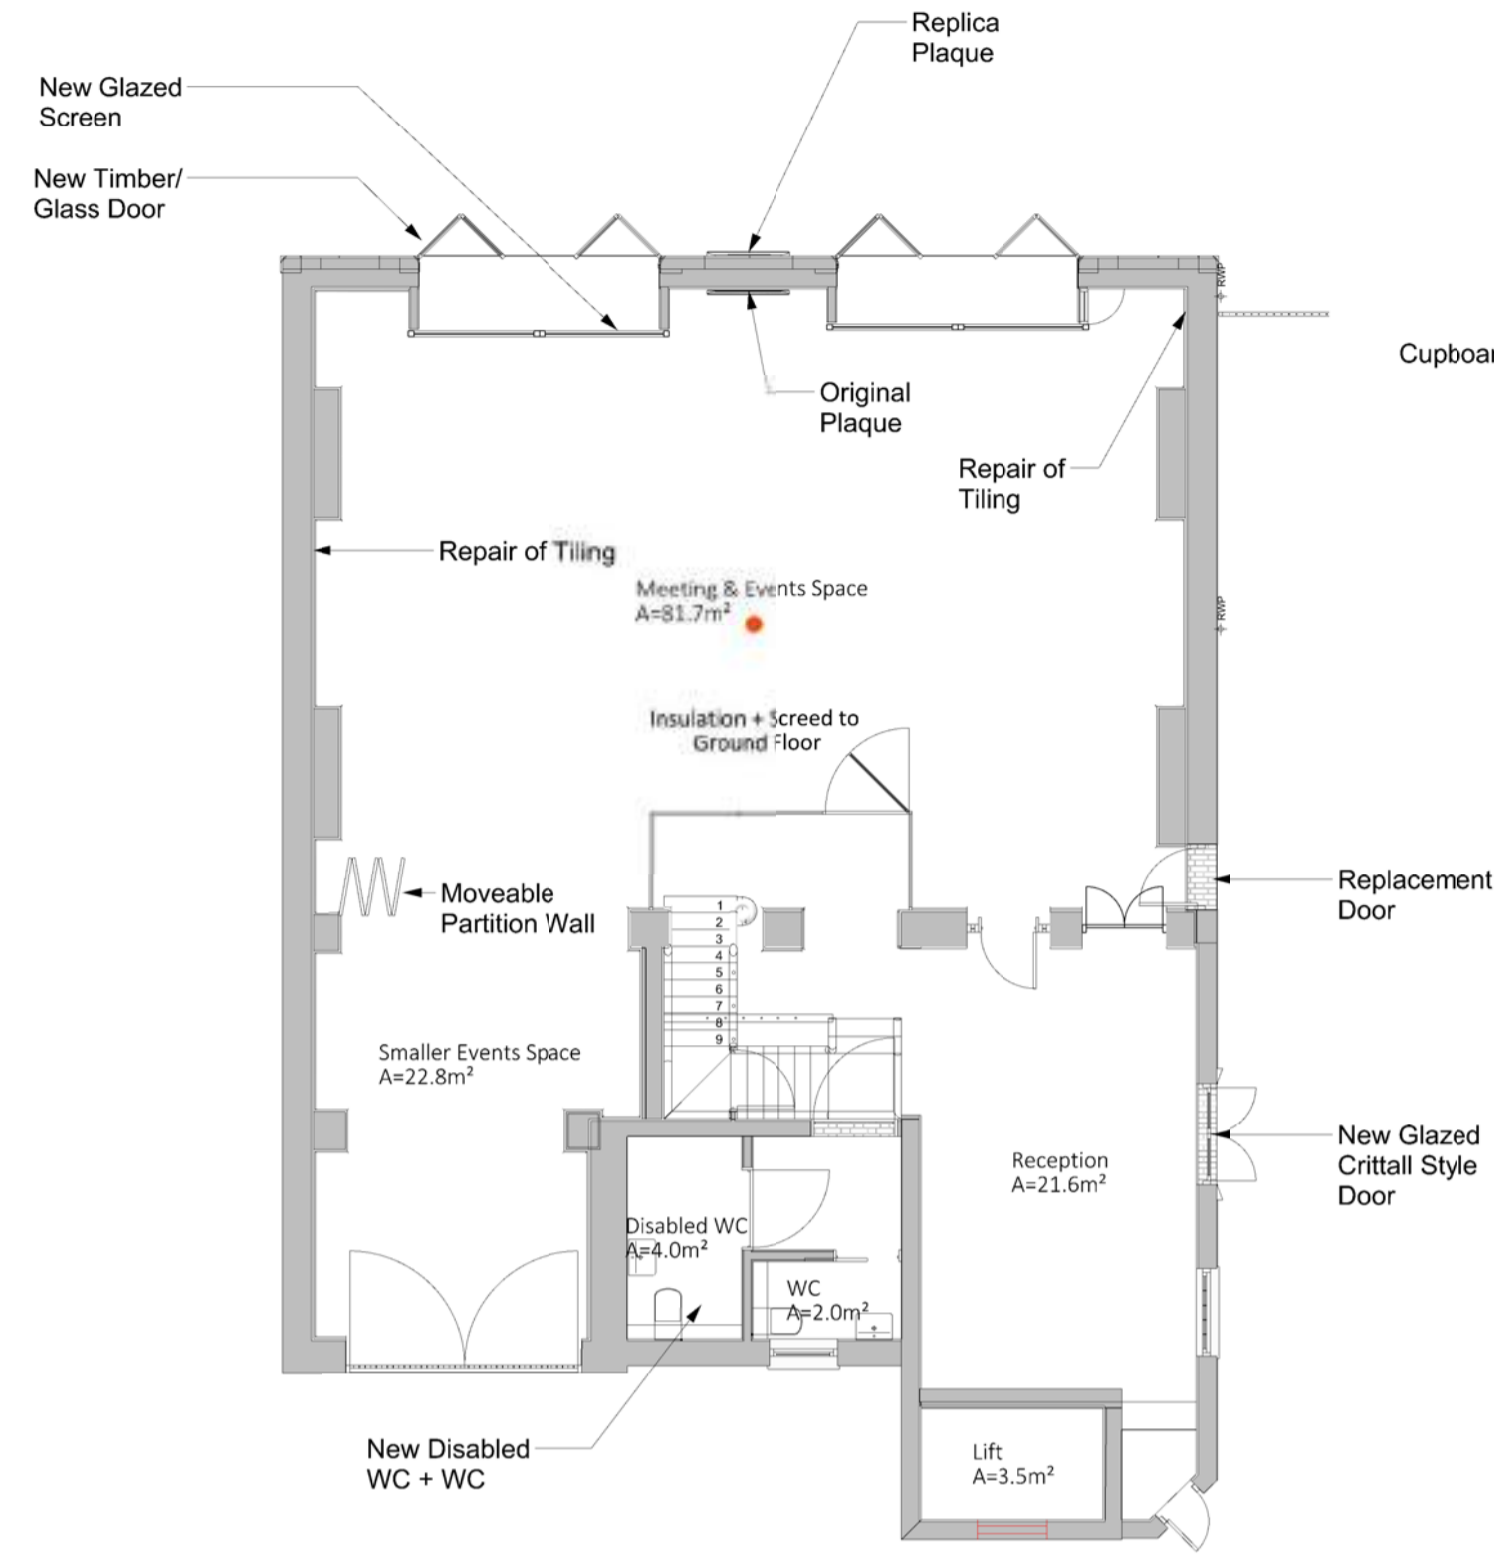 Replica
Plaque
New Glazed
Screen
New Timber/
Glass Door
RWP
Cupboar
Original
Plaque
Repair of
Tiling
Repair of Tiling
Meeting & Events Space
A=81.7m²
RWP
Insulation + Screed to
Ground Floor
Moveable
Partition Wall
Replacement
Door
1
2
3
4
5
6
7
8
9
Smaller Events Space
A=22.8m²
New Glazed
Crittall Style
Door
Reception
A=21.6m²
Disabled WC
A=4.0m²
WC
A=2.0m²
New Disabled
WC + WC
Lift
A=3.5m²